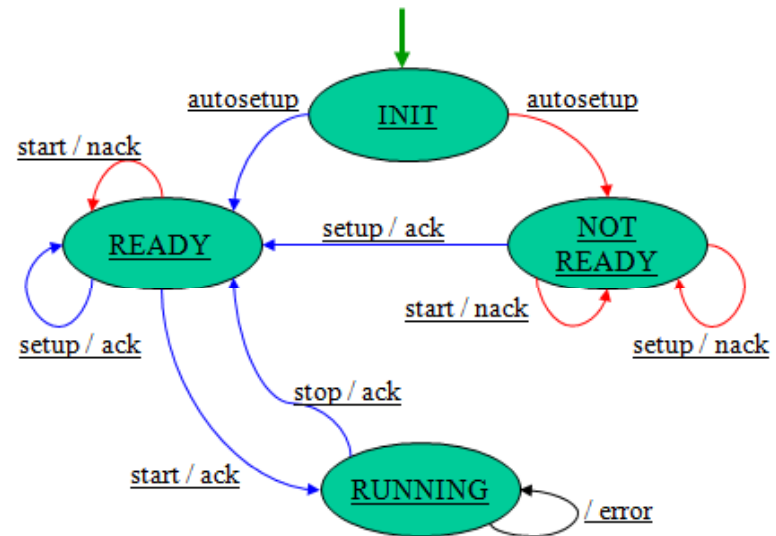 autosetup
autosetup
INIT
start / nack
READY
setup / ack
NOT
READY
start / nack
setup / ack
setup / nack
stop / ack
start / ack
RUNNING
/ error